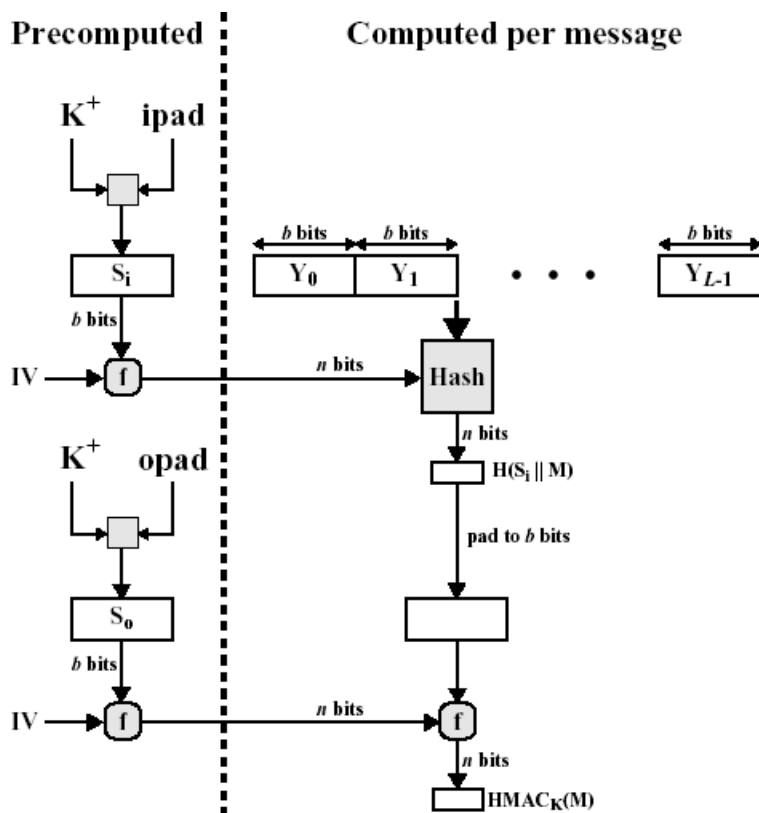 Precomputed
Computed per message
K+ ipad
b bits b bits b bits
Si
Y0 Y1 • • • YL-1
b bits
IV f n bits Hash
n bits
K+ opad
H(Si || M)
pad to b bits
So
b bits
IV f n bits f
n bits
HMACK(M)